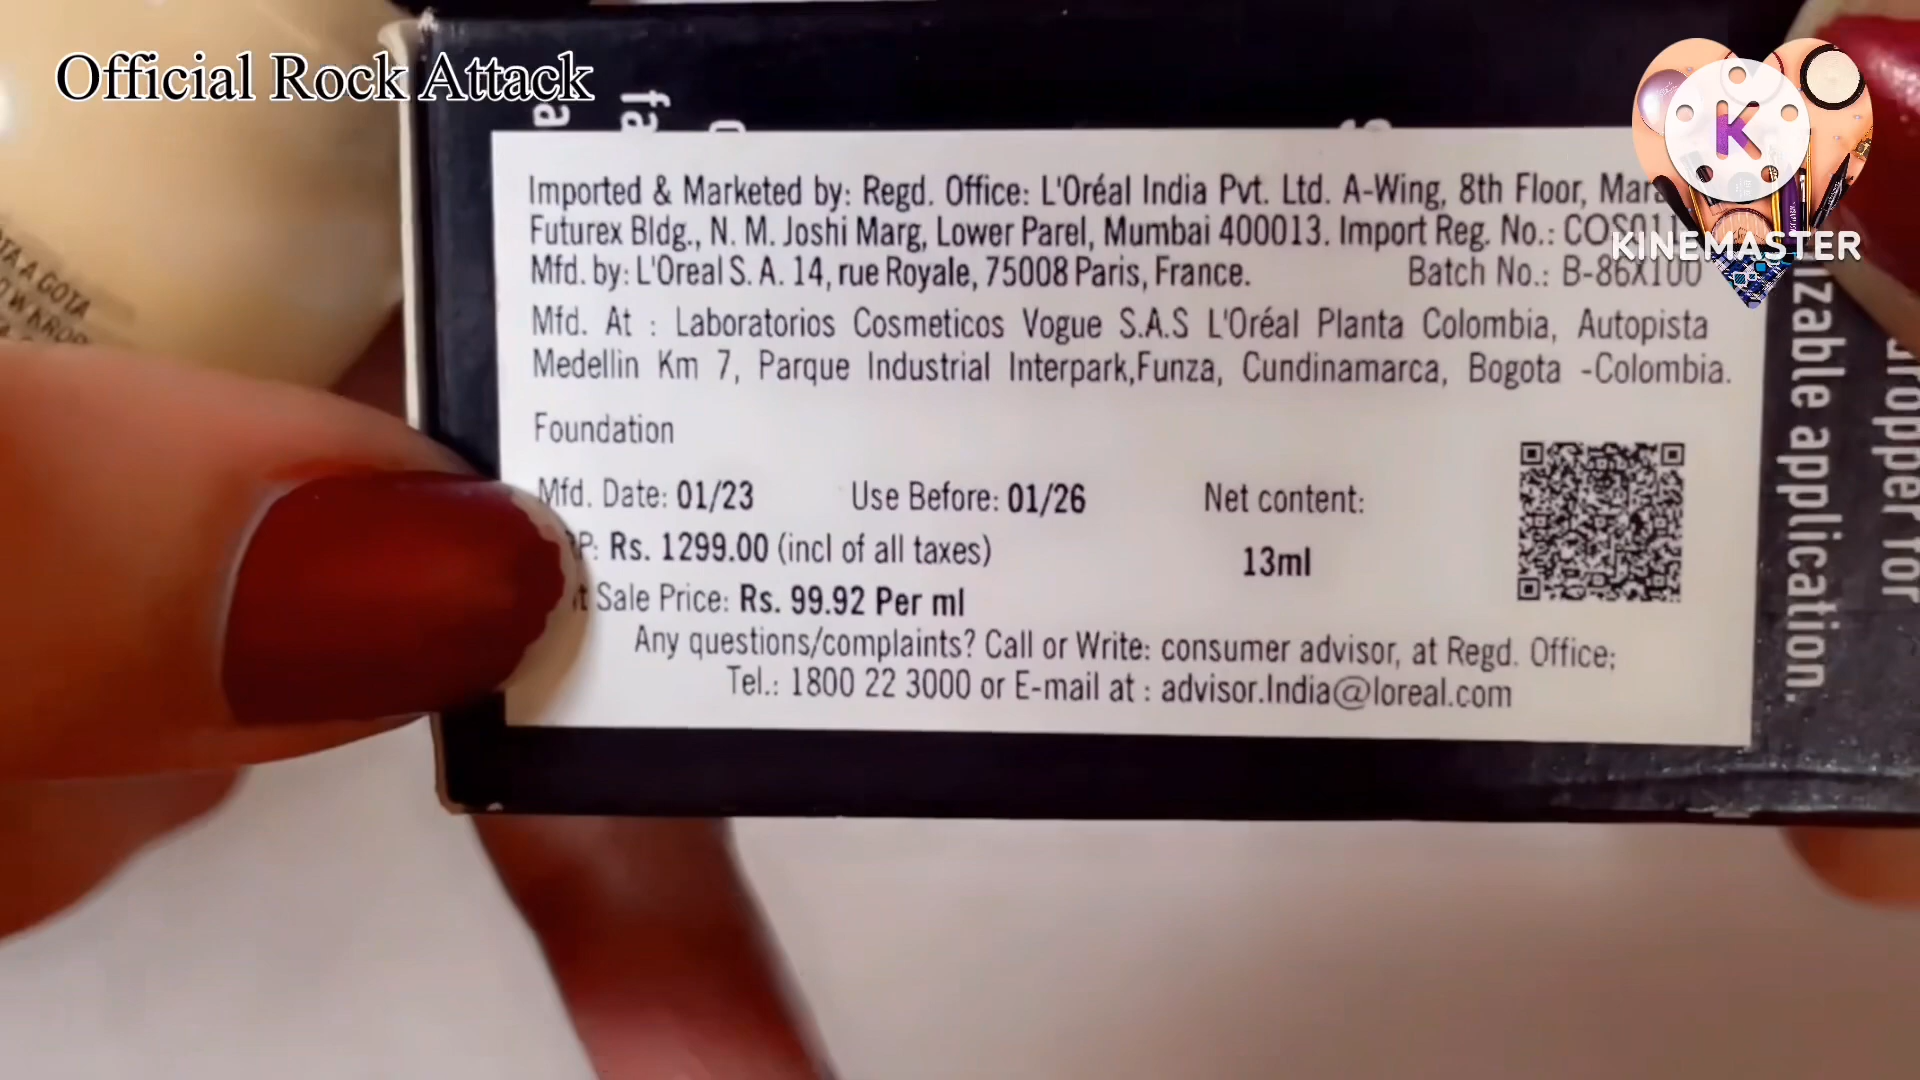 Official Rock Attack
K
KINEMASTER
Imported & Marketed by: Regd. Office: L'Oréal India Pvt. Ltd. A-Wing, 8th Floor,
Futurex Bldg., N. M. Joshi Marg, Lower Parel, Mumbai 400013. Import Reg. No.:
Mfd. by: L'Oreal S. A. 14, rue Royale, 75008 Paris, France. Batch No.: B-86X100
Mfd. At : Laboratorios Cosmeticos Vogue S.A.S L'Oréal Planta Colombia, Autopista
Medellin Km 7, Parque Industrial Interpark,Funza, Cundinamarca, Bogota -Colombia.
Foundation
Mfd. Date: 01/23 Use Before: 01/26 Net content:
Rs. 1299.00 (incl of all taxes) 13ml
Sale Price: Rs. 99.92 Per ml
Any questions/complaints? Call or Write: consumer advisor, at Regd. Office;
Tel.: 1800 22 3000 or E-mail at : advisor.India@loreal.com
application.
dropper for
A GOTA